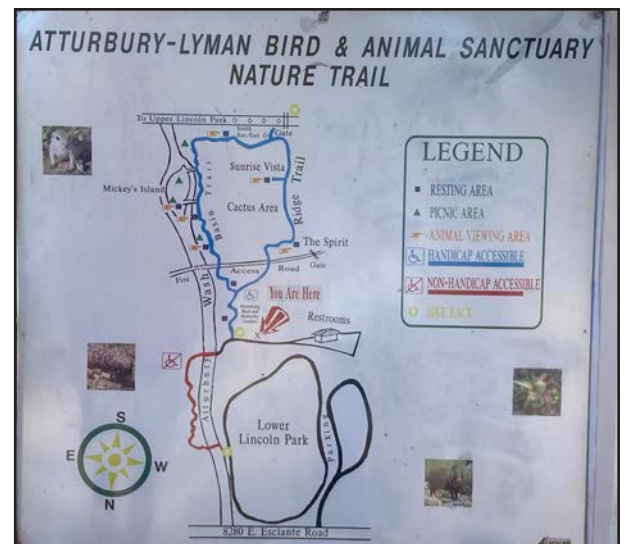 ATTURBURY-LYMAN BIRD & ANIMAL SANCTUARY
NATURE TRAIL
To Upper Lincoln Park
Gate
Sunrise Vista
Mickey's Island
Cactus Area
Basin Trail
Ridge Trail
The Spirit
Access Road
Gate
Wash
You Are Here
X
Restrooms
Atturbury
Lower
Lincoln Park
Parking
8280 E. Esclante Road
S
E
W
N
LEGEND
RESTING AREA
PICNIC AREA
ANIMAL VIEWING AREA
HANDICAP ACCESSIBLE
NON-HANDICAP ACCESSIBLE
BIKE RACK